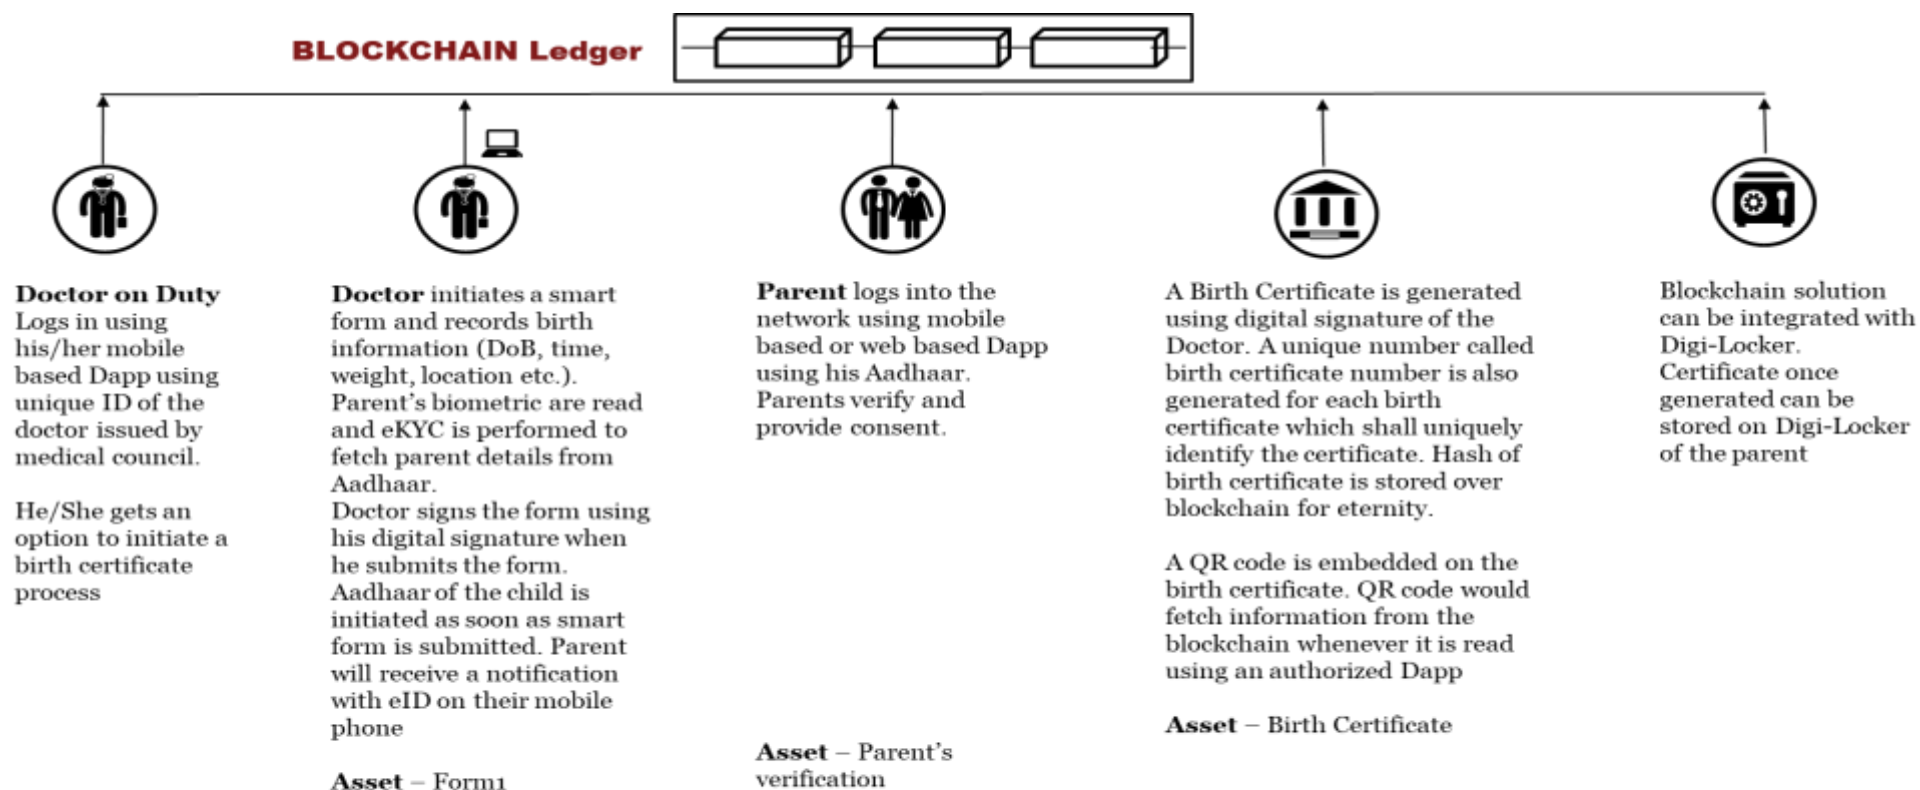 BLOCKCHAIN Ledger
Doctor on Duty
Logs in using
his/her mobile
based Dapp using
unique ID of the
doctor issued by
medical council.
He/She gets an
option to initiate a
birth certificate
process
Doctor initiates a smart
form and records birth
information (DoB, time,
weight, location etc.).
Parent’s biometric are read
and eKYC is performed to
fetch parent details from
Aadhaar.
Doctor signs the form using
his digital signature when
he submits the form.
Aadhaar of the child is
initiated as soon as smart
form is submitted. Parent
will receive a notification
with eID on their mobile
phone
Asset – Form1
Parent logs into the
network using mobile
based or web based Dapp
using his Aadhaar.
Parents verify and
provide consent.
Asset – Parent’s
verification
A Birth Certificate is generated
using digital signature of the
Doctor. A unique number called
birth certificate number is also
generated for each birth
certificate which shall uniquely
identify the certificate. Hash of
birth certificate is stored over
blockchain for eternity.
A QR code is embedded on the
birth certificate. QR code would
fetch information from the
blockchain whenever it is read
using an authorized Dapp
Asset – Birth Certificate
Blockchain solution
can be integrated with
Digi-Locker.
Certificate once
generated can be
stored on Digi-Locker
of the parent